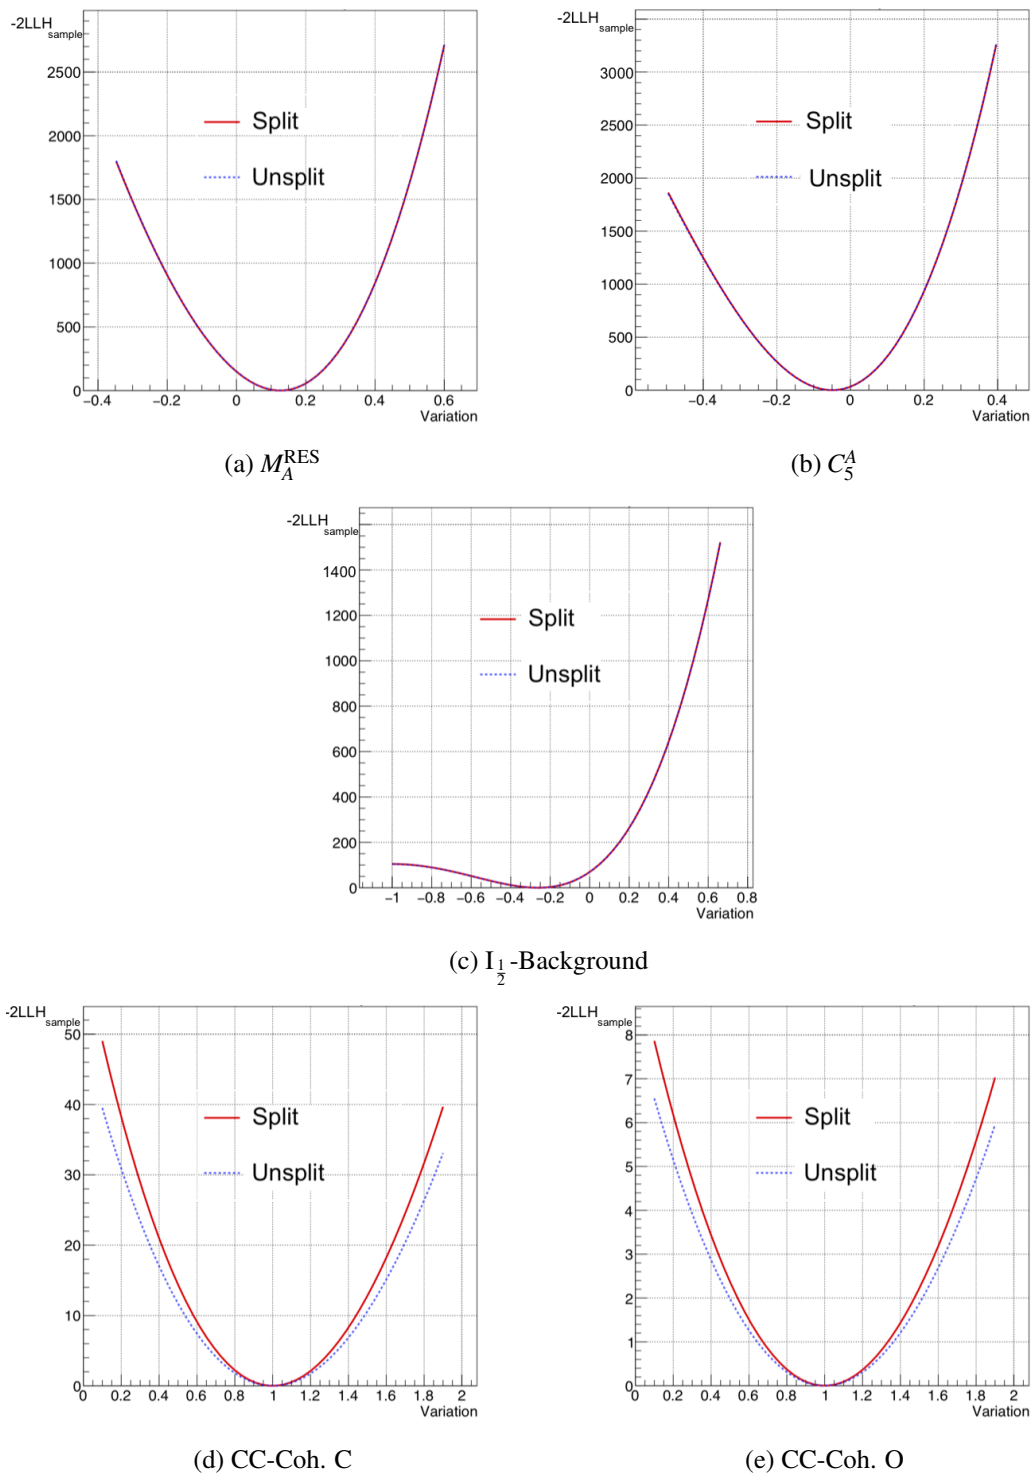 -2LLH sample
2500
2000
1500
1000
500
0
Split
Unsplit
−0.4 −0.2 0 0.2 0.4 0.6
Variation
(a) M_A^RES
-2LLH sample
3000
2500
2000
1500
1000
500
0
Split
Unsplit
−0.4 −0.2 0 0.2 0.4
Variation
(b) C_5^A
-2LLH sample
1400
1200
1000
800
600
400
200
0
Split
Unsplit
−1 −0.8 −0.6 −0.4 −0.2 0 0.2 0.4 0.6 0.8
Variation
(c) I_{1/2}-Background
-2LLH sample
50
40
30
20
10
0
Split
Unsplit
0 0.2 0.4 0.6 0.8 1 1.2 1.4 1.6 1.8 2
Variation
(d) CC-Coh. C
-2LLH sample
8
7
6
5
4
3
2
1
0
Split
Unsplit
0 0.2 0.4 0.6 0.8 1 1.2 1.4 1.6 1.8 2
Variation
(e) CC-Coh. O